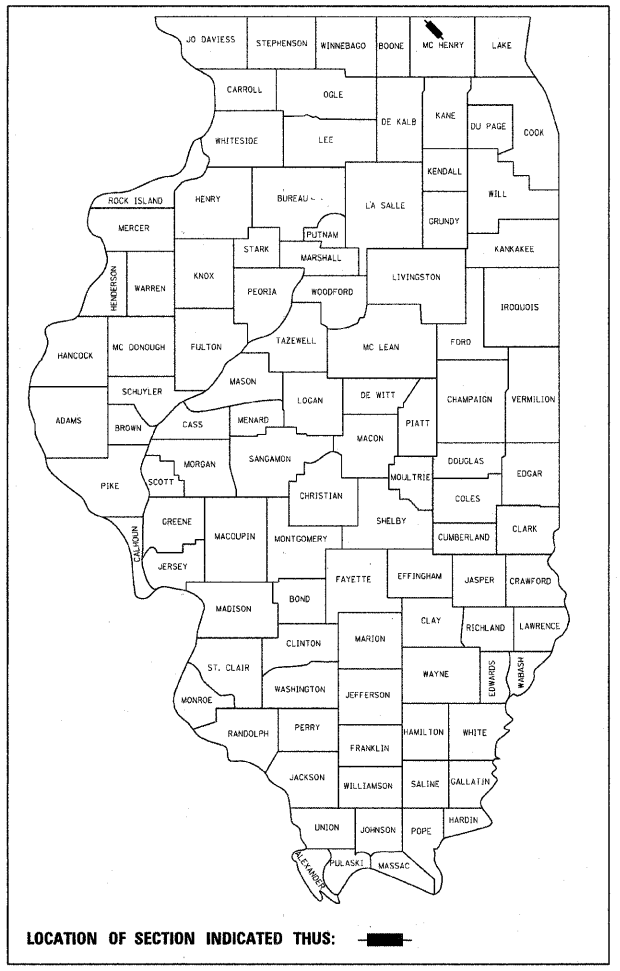 JO DAVIESS
STEPHENSON
WINNEBAGO
BOONE
MC HENRY
LAKE
CARROLL
OGLE
DE KALB
KANE
DU PAGE
COOK
WHITESIDE
LEE
KENDALL
WILL
ROCK ISLAND
HENRY
BUREAU
LA SALLE
GRUNDY
MERCER
PUTNAM
STARK
MARSHALL
KANKAKEE
HENDERSON
WARREN
KNOX
PEORIA
WOODFORD
LIVINGSTON
IROQUOIS
HANCOCK
MC DONOUGH
FULTON
TAZEWELL
MC LEAN
FORD
SCHUYLER
MASON
LOGAN
DE WITT
CHAMPAIGN
VERMILION
ADAMS
BROWN
CASS
MENARD
MACON
PIATT
PIKE
SCOTT
MORGAN
SANGAMON
CHRISTIAN
MOULTRIE
DOUGLAS
EDGAR
COLES
CALHOUN
GREENE
MACOUPIN
MONTGOMERY
SHELBY
CUMBERLAND
CLARK
JERSEY
FAYETTE
EFFINGHAM
JASPER
CRAWFORD
MADISON
BOND
CLAY
RICHLAND
LAWRENCE
CLINTON
MARION
ST. CLAIR
WAYNE
EDWARDS
WABASH
MONROE
WASHINGTON
JEFFERSON
RANDOLPH
PERRY
HAMILTON
WHITE
FRANKLIN
JACKSON
WILLIAMSON
SALINE
GALLATIN
UNION
JOHNSON
POPE
HARDIN
ALEXANDER
PULASKI
MASSAC
LOCATION OF SECTION INDICATED THUS: